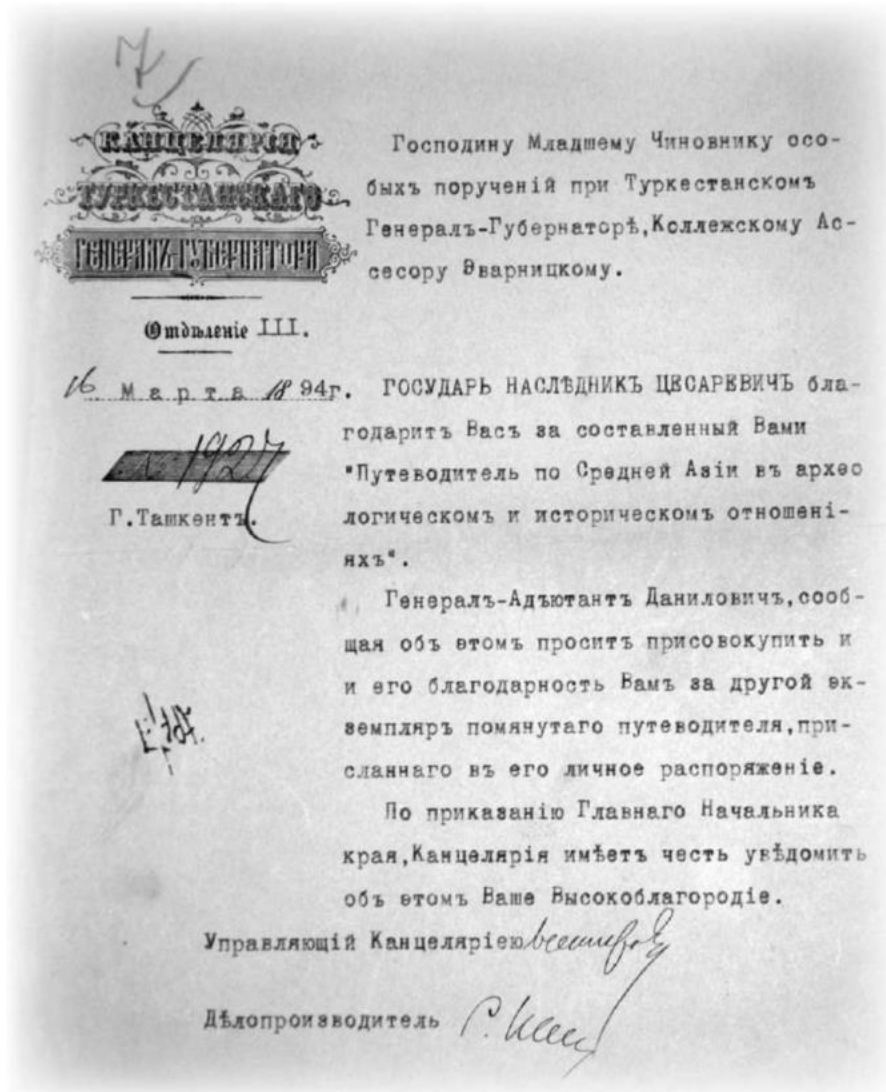 КАНЦЕЛЯРІЯ
ТУРКЕСТАНСКАГО
ГЕНЕРАЛЪ-ГУБЕРНАТОРА
Отдѣленіе III.
16 Марта 18 94г.
1927
Г.Ташкентъ.
Господину Младшему Чиновнику осо-
быхъ порученій при Туркестанскомъ
Генералъ-Губернаторѣ,Коллежскому Ас-
сесору Эварницкому.
ГОСУДАРЬ НАСЛѢДНИКЪ ЦЕСАРЕВИЧЪ бла-
годаритъ Васъ за составленный Вами
"Путеводитель по Средней Азіи въ архео
логическомъ и историческомъ отношені-
яхъ".
Генералъ-Адъютантъ Даниловичъ,сооб-
щая объ этомъ проситъ присовокупить и
и его благодарность Вамъ за другой эк-
земпляръ помянутаго путеводителя,при-
сланнаго въ его личное распоряженіе.
По приказанію Главнаго Начальника
края,Канцелярія имѣетъ честь увѣдомить
объ этомъ Ваше Высокоблагородіе.
Управляющій Канцеляріею
Дѣлопроизводитель